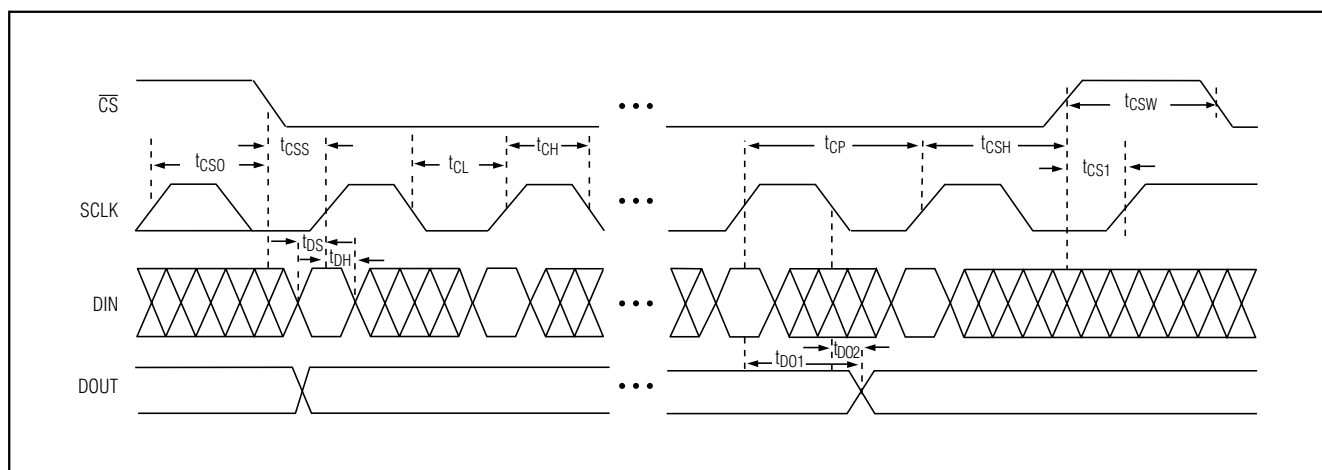 CS
tCSW
tCSS
tCS0
tCL
tCH
tCP
tCSH
tCS1
SCLK
tDS
tDH
DIN
tDO1
tDO2
DOUT